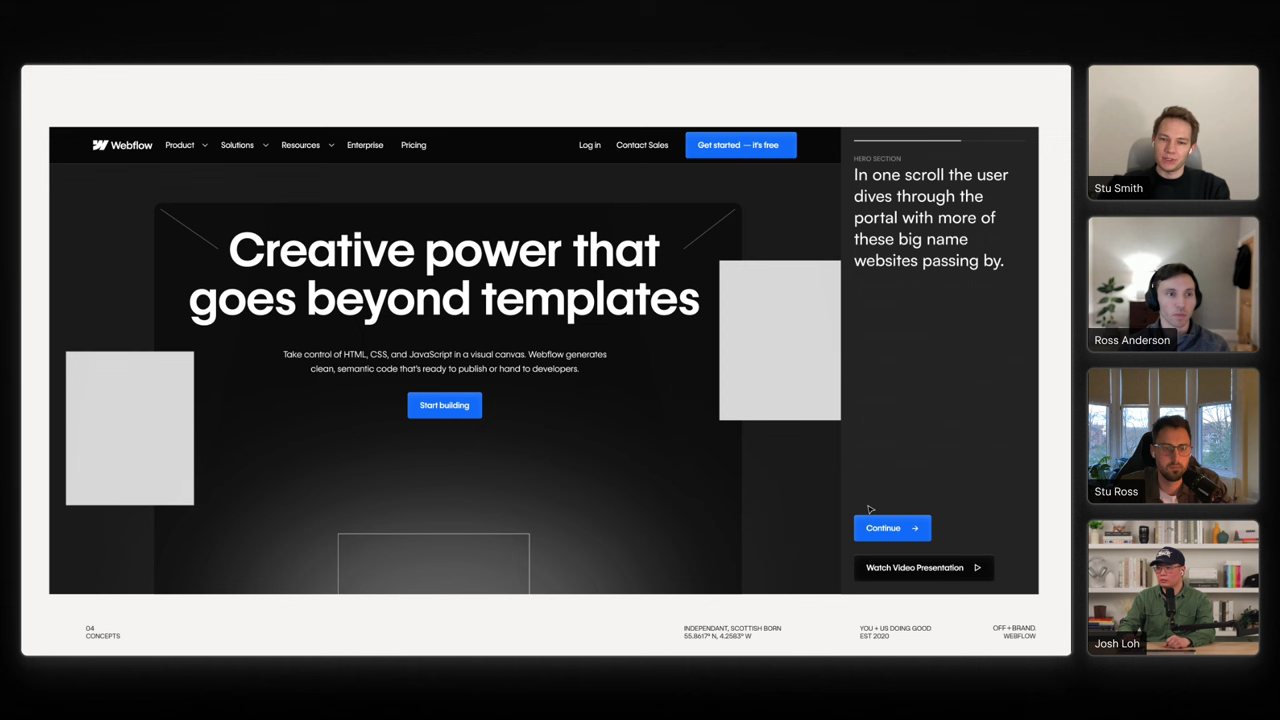 Webflow
Product
Solutions
Resources
Enterprise
Pricing
Log in
Contact Sales
Get started — it's free
Creative power that
goes beyond templates
Take control of HTML, CSS, and JavaScript in a visual canvas. Webflow generates
clean, semantic code that's ready to publish or hand to developers.
Start building
HERO SECTION
In one scroll the user
dives through the
portal with more of
these big name
websites passing by.
Continue →
Watch Video Presentation
04
CONCEPTS
INDEPENDANT, SCOTTISH BORN
55.8617° N, 4.2583° W
YOU + US DOING GOOD
EST 2020
OFF+BRAND.
WEBFLOW
Stu Smith
Ross Anderson
Stu Ross
Josh Loh